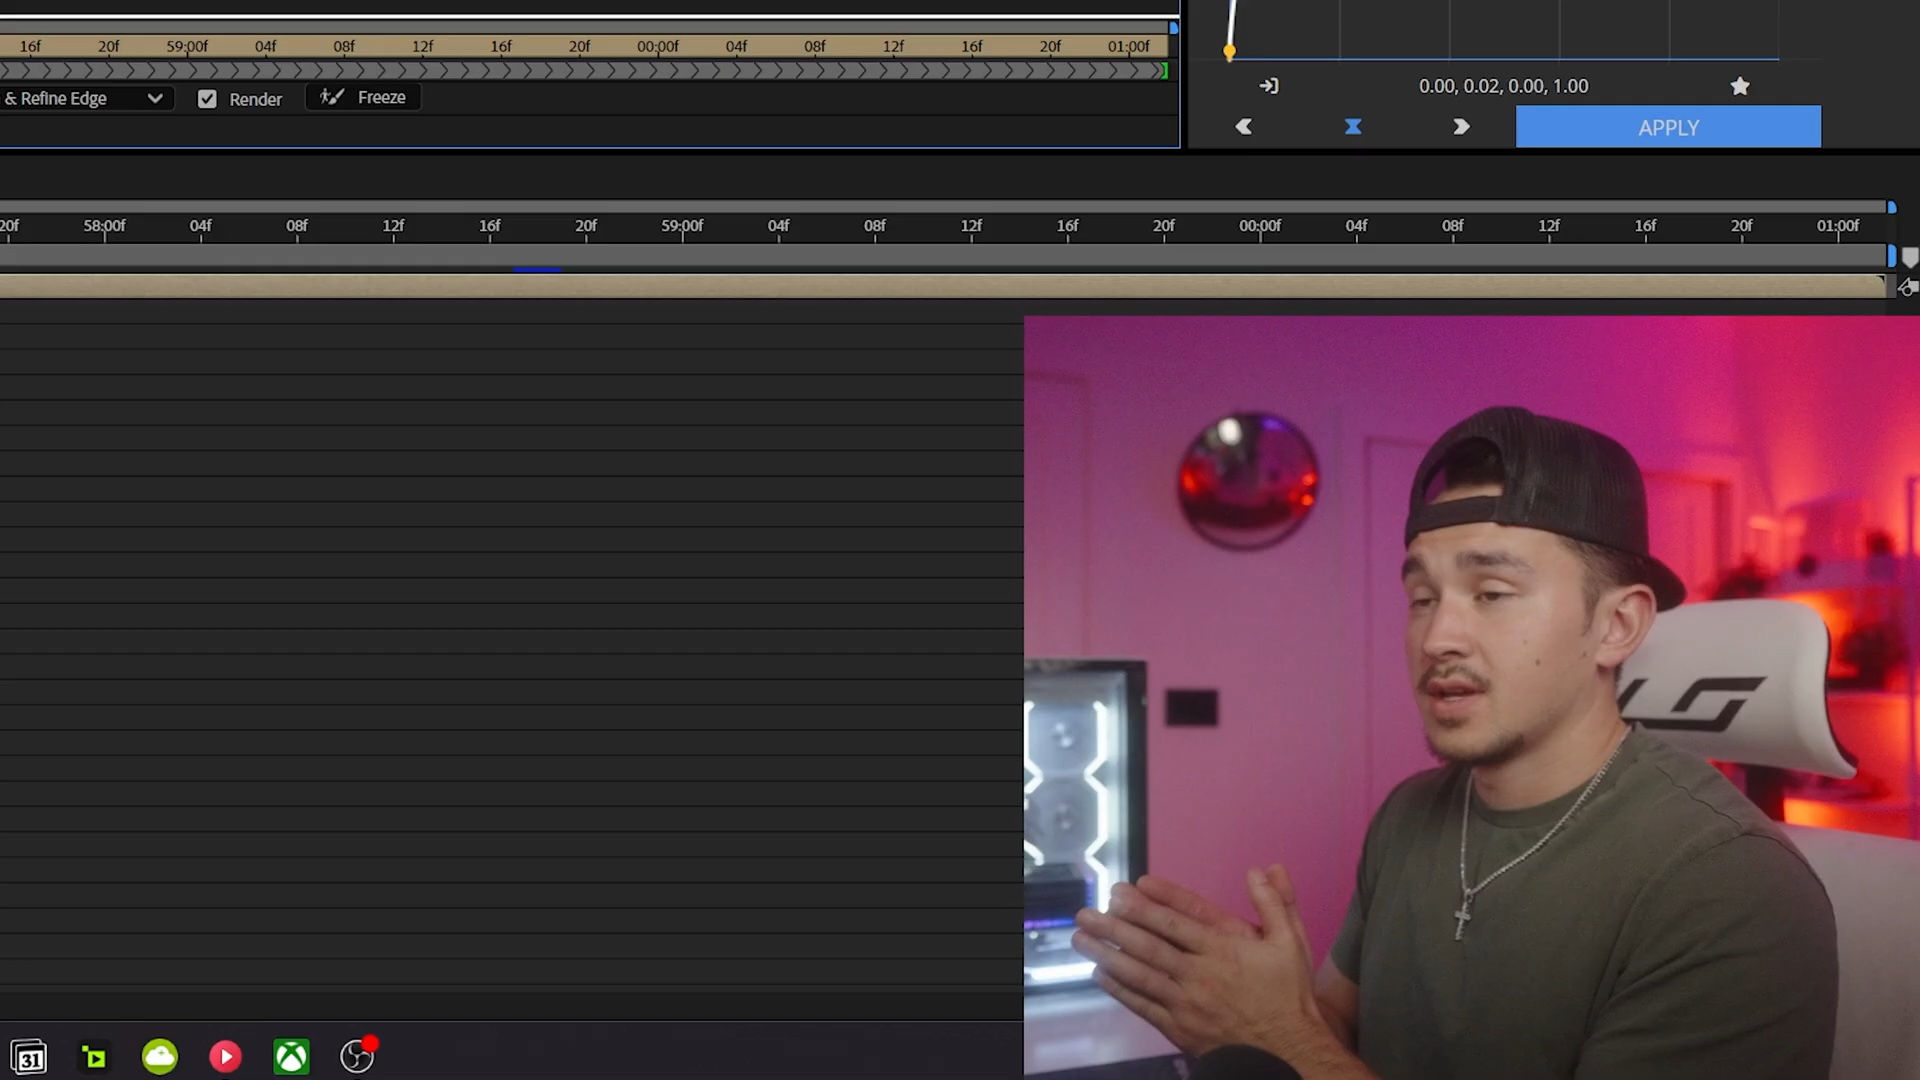 16f 20f 59:00f 04f 08f 12f 16f 20f 00:00f 04f 08f 12f 16f 20f 01:00f
& Refine Edge Render Freeze
0.00, 0.02, 0.00, 1.00
APPLY
20f 58:00f 04f 08f 12f 16f 20f 59:00f 04f 08f 12f 16f 20f 00:00f 04f 08f 12f 16f 20f 01:00f
31